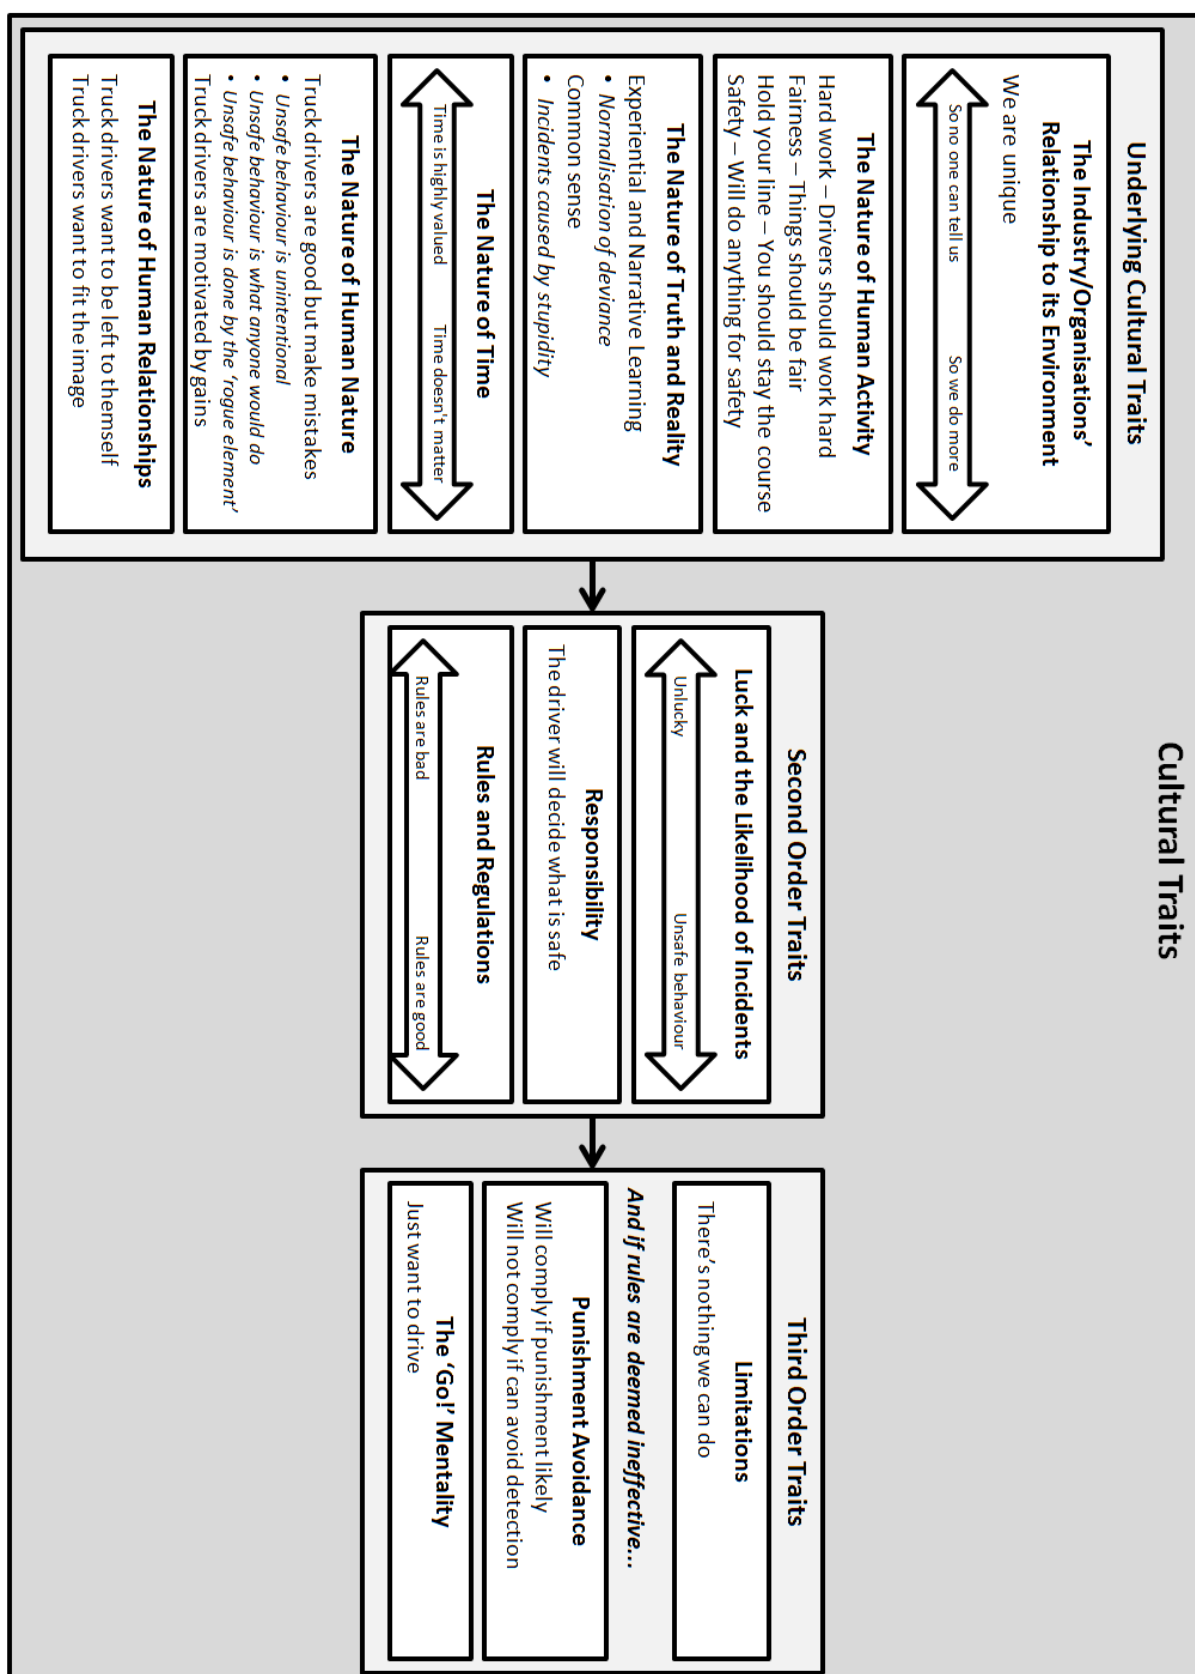 Cultural Traits
Underlying Cultural Traits
The Industry/Organisations’
Relationship to its Environment
We are unique
So no one can tell us
So we do more
The Nature of Human Activity
Hard work – Drivers should work hard
Fairness – Things should be fair
Hold your line – You should stay the course
Safety – Will do anything for safety
The Nature of Truth and Reality
Experiential and Narrative Learning
• Normalisation of deviance
Common sense
• Incidents caused by stupidity
The Nature of Time
Time is highly valued
Time doesn't matter
The Nature of Human Nature
Truck drivers are good but make mistakes
• Unsafe behaviour is unintentional
• Unsafe behaviour is what anyone would do
• Unsafe behaviour is done by the ‘rogue element’
Truck drivers are motivated by gains
The Nature of Human Relationships
Truck drivers want to be left to themself
Truck drivers want to fit the image
Second Order Traits
Luck and the Likelihood of Incidents
Unlucky
Unsafe behaviour
Responsibility
The driver will decide what is safe
Rules and Regulations
Rules are bad
Rules are good
Third Order Traits
Limitations
There’s nothing we can do
And if rules are deemed ineffective...
Punishment Avoidance
Will comply if punishment likely
Will not comply if can avoid detection
The ‘Go!’ Mentality
Just want to drive